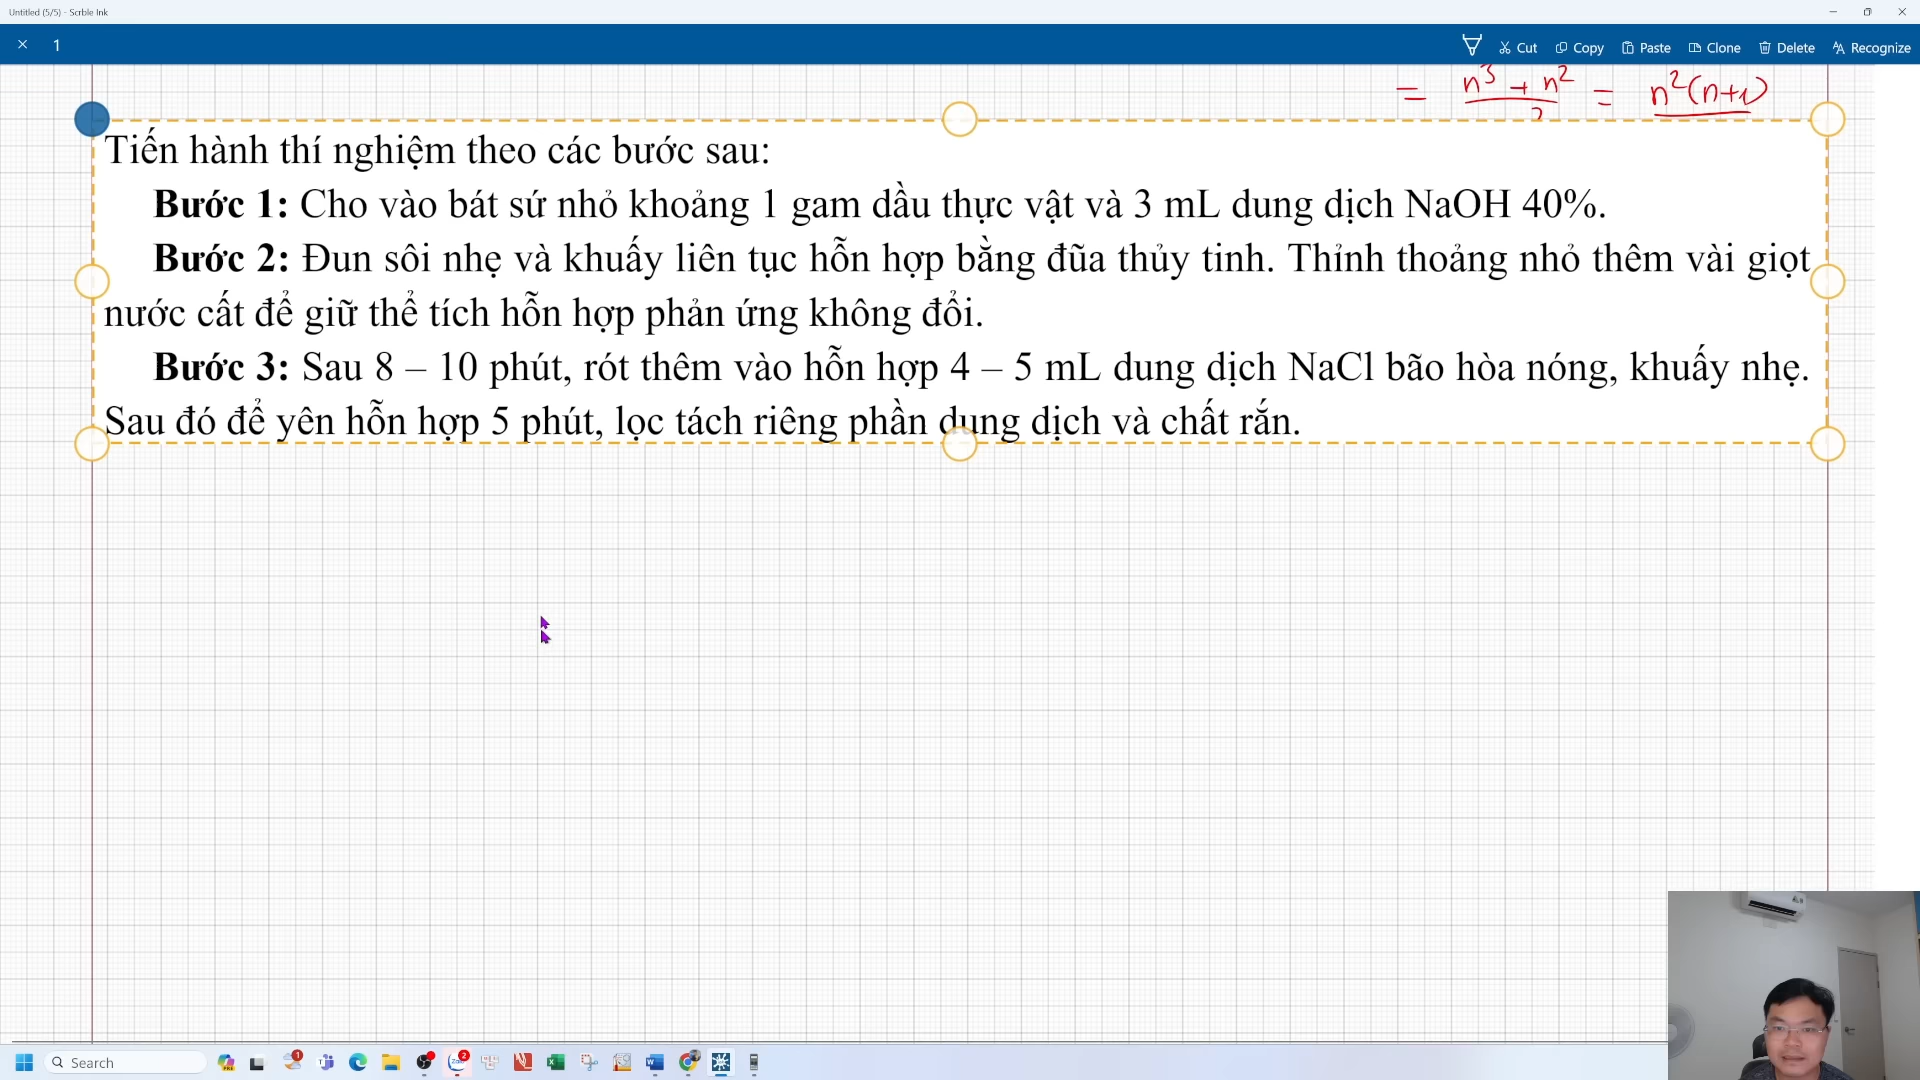 Untitled (5/5) - Scrble Ink
1
Cut Copy Paste Clone Delete Recognize
= n³ + n² / 2 = n²(n+1)
Tiến hành thí nghiệm theo các bước sau:
Bước 1: Cho vào bát sứ nhỏ khoảng 1 gam dầu thực vật và 3 mL dung dịch NaOH 40%.
Bước 2: Đun sôi nhẹ và khuấy liên tục hỗn hợp bằng đũa thủy tinh. Thỉnh thoảng nhỏ thêm vài giọt
nước cất để giữ thể tích hỗn hợp phản ứng không đổi.
Bước 3: Sau 8 – 10 phút, rót thêm vào hỗn hợp 4 – 5 mL dung dịch NaCl bão hòa nóng, khuấy nhẹ.
Sau đó để yên hỗn hợp 5 phút, lọc tách riêng phần dung dịch và chất rắn.
Search